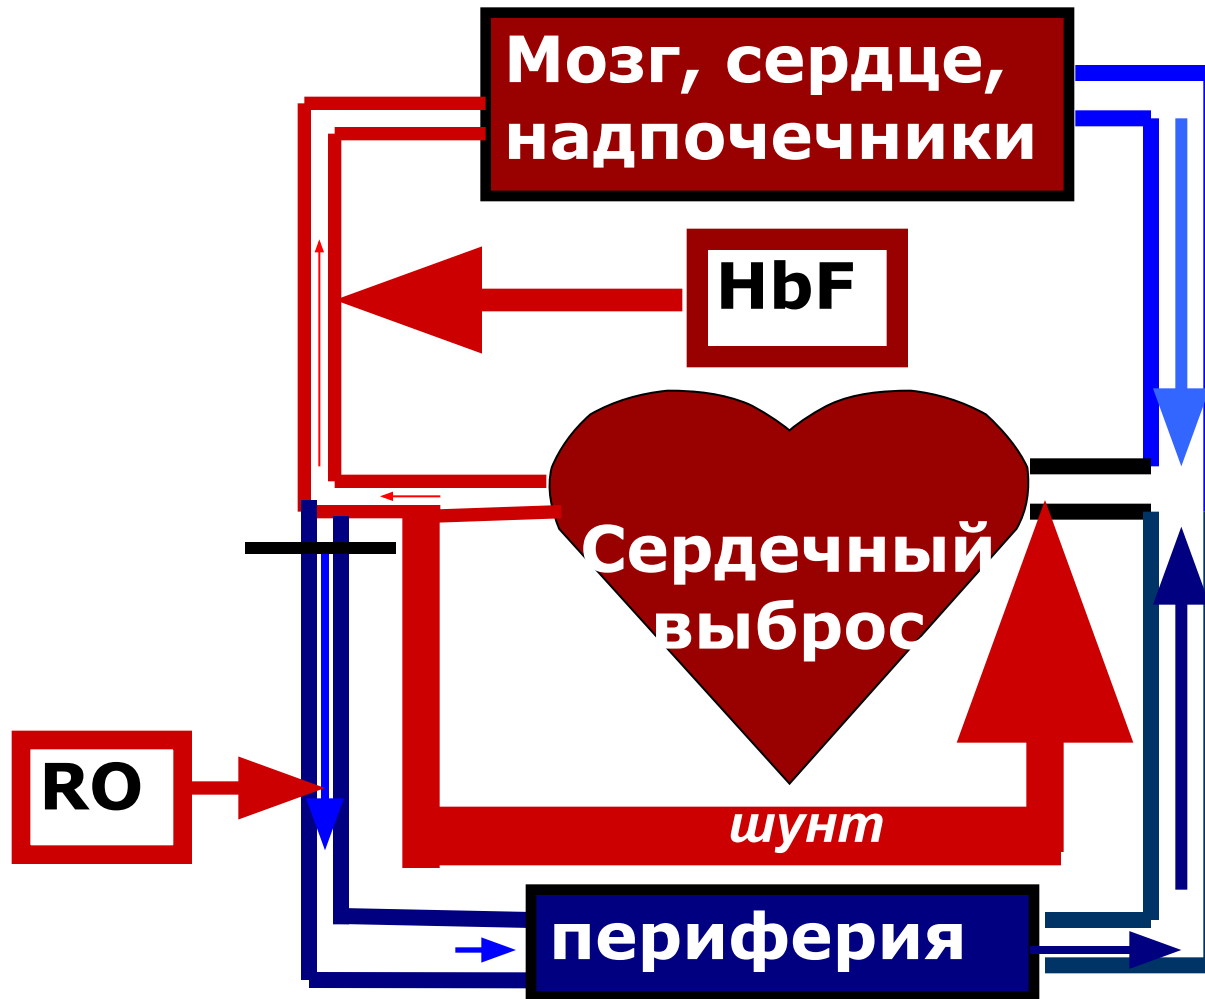 Мозг, сердце,
надпочечники
HbF
Сердечный
выброс
RO
шунт
периферия